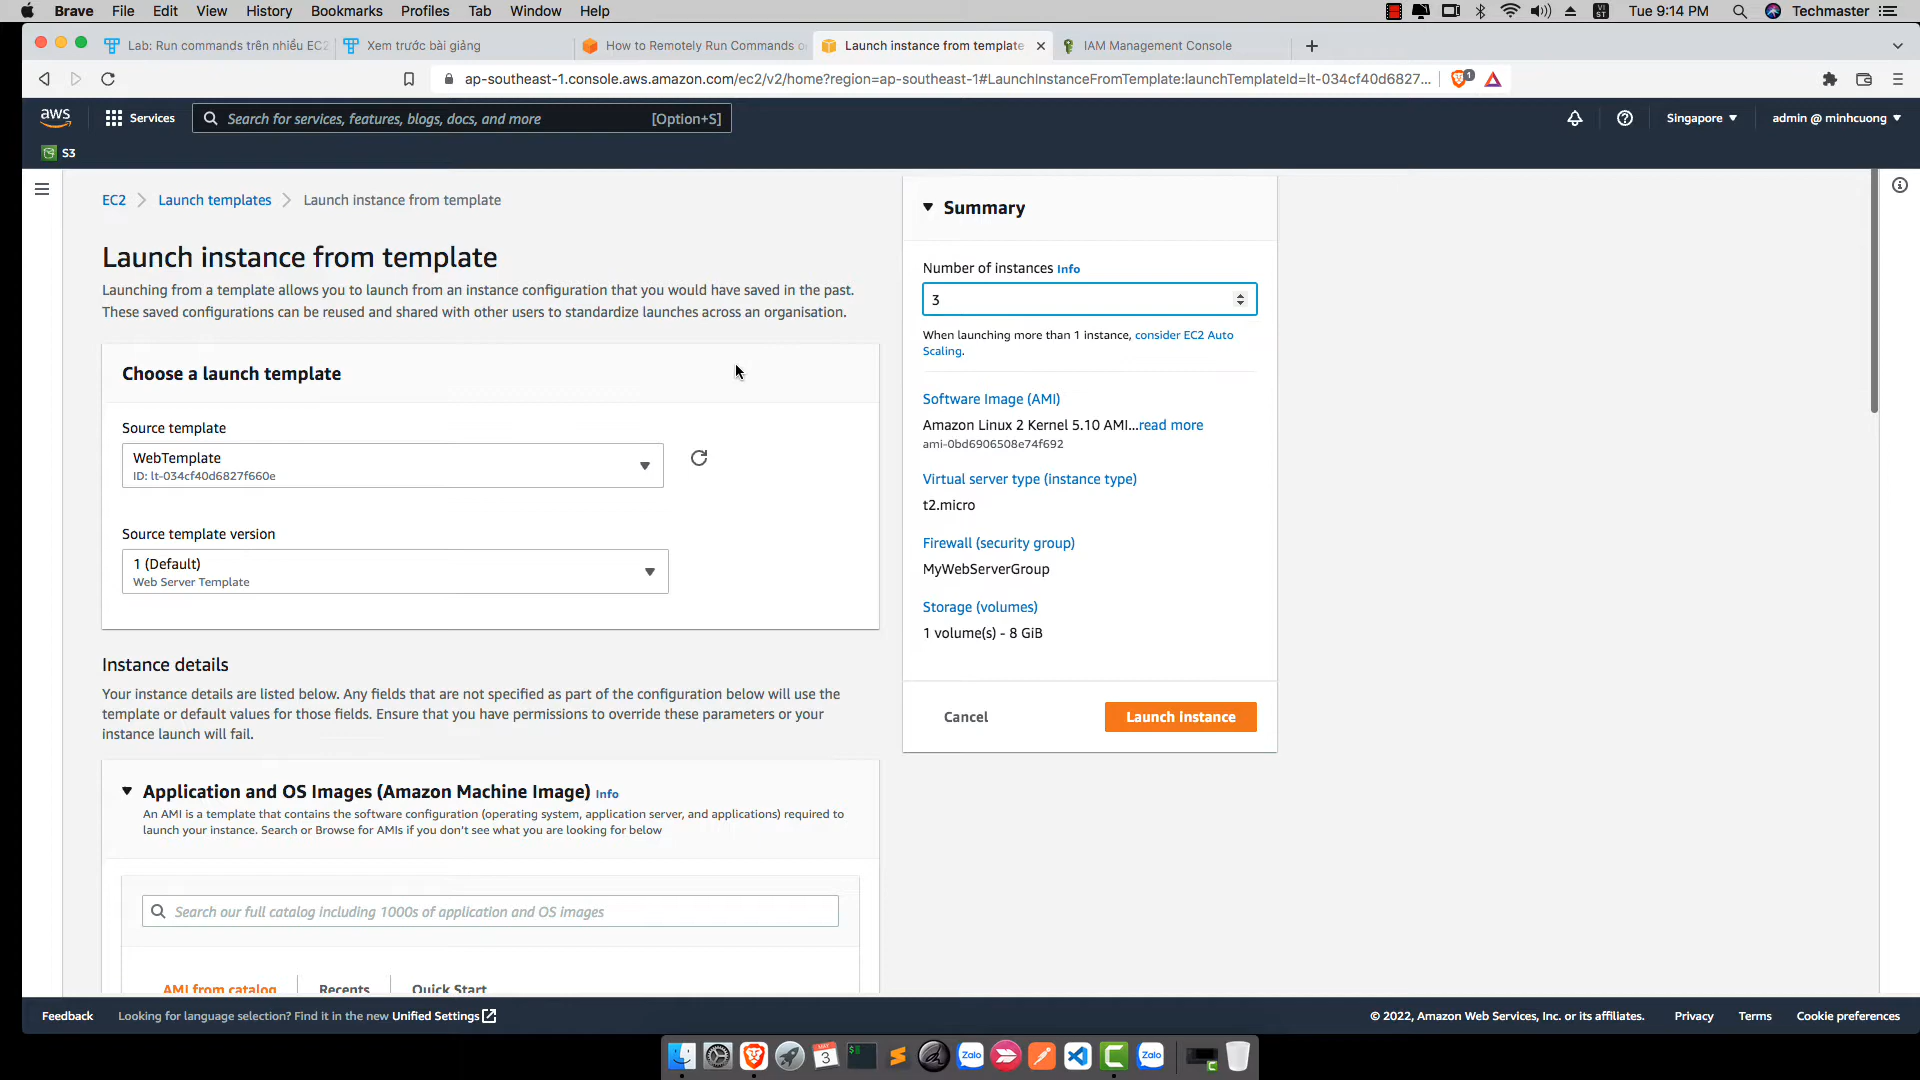 Brave File Edit View History Bookmarks Profiles Tab Window Help
VI
ST
Tue 9:14 PM
Techmaster
Lab: Run commands trên nhiều EC2
Xem trước bài giảng
How to Remotely Run Commands o
Launch instance from template
IAM Management Console
ap-southeast-1.console.aws.amazon.com/ec2/v2/home?region=ap-southeast-1#LaunchInstanceFromTemplate:launchTemplateId=lt-034cf40d6827...
1
aws
Services
Search for services, features, blogs, docs, and more
[Option+S]
Singapore
admin @ minhcuong
S3
EC2
Launch templates
Launch instance from template
Launch instance from template
Launching from a template allows you to launch from an instance configuration that you would have saved in the past.
These saved configurations can be reused and shared with other users to standardize launches across an organisation.
Choose a launch template
Source template
WebTemplate
ID: lt-034cf40d6827f660e
Source template version
1 (Default)
Web Server Template
Instance details
Your instance details are listed below. Any fields that are not specified as part of the configuration below will use the
template or default values for those fields. Ensure that you have permissions to override these parameters or your
instance launch will fail.
Application and OS Images (Amazon Machine Image) Info
An AMI is a template that contains the software configuration (operating system, application server, and applications) required to
launch your instance. Search or Browse for AMIs if you don't see what you are looking for below
Search our full catalog including 1000s of application and OS images
AMI from catalog
Recents
Quick Start
Summary
Number of instances Info
3
When launching more than 1 instance, consider EC2 Auto
Scaling.
Software Image (AMI)
Amazon Linux 2 Kernel 5.10 AMI...read more
ami-0bd6906508e74f692
Virtual server type (instance type)
t2.micro
Firewall (security group)
MyWebServerGroup
Storage (volumes)
1 volume(s) - 8 GiB
Cancel
Launch instance
Feedback
Looking for language selection? Find it in the new Unified Settings
© 2022, Amazon Web Services, Inc. or its affiliates.
Privacy
Terms
Cookie preferences
MAY
3
Zalo
Zalo